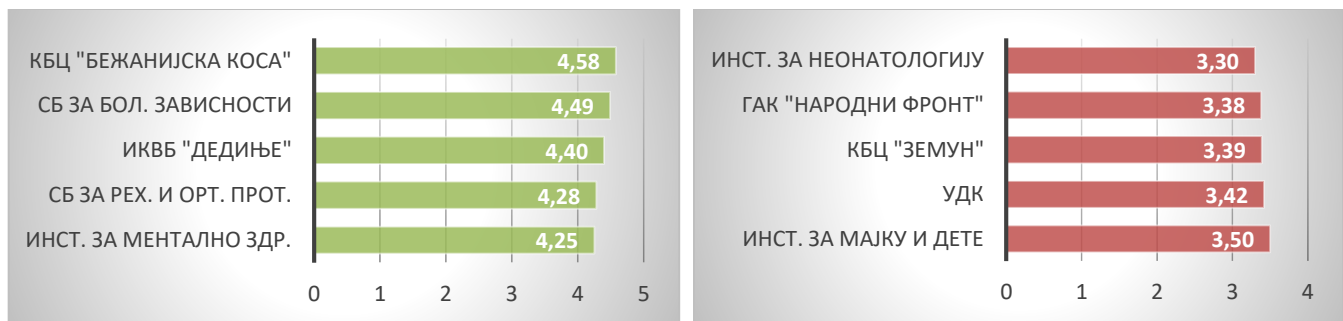 КБЦ "БЕЖАНИЈСКА КОСА" 4,58
СБ ЗА БОЛ. ЗАВИСНОСТИ 4,49
ИКВБ "ДЕДИЊЕ" 4,40
СБ ЗА РЕХ. И ОРТ. ПРОТ. 4,28
ИНСТ. ЗА МЕНТАЛНО ЗДР. 4,25
0 1 2 3 4 5
ИНСТ. ЗА НЕОНАТОЛОГИЈУ 3,30
ГАК "НАРОДНИ ФРОНТ" 3,38
КБЦ "ЗЕМУН" 3,39
УДК 3,42
ИНСТ. ЗА МАЈКУ И ДЕТЕ 3,50
0 1 2 3 4